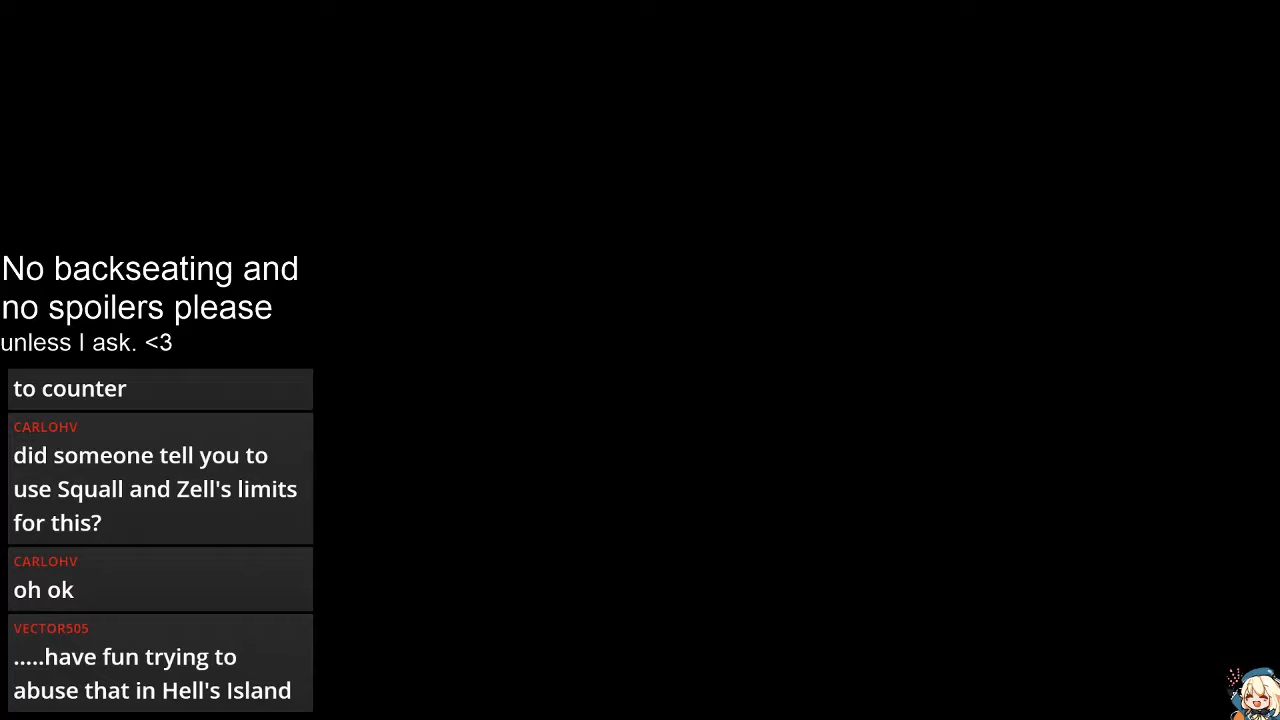 No backseating and
no spoilers please
unless I ask. <3
to counter
CARLOHV
did someone tell you to
use Squall and Zell's limits
for this?
CARLOHV
oh ok
VECTOR505
.....have fun trying to
abuse that in Hell's Island